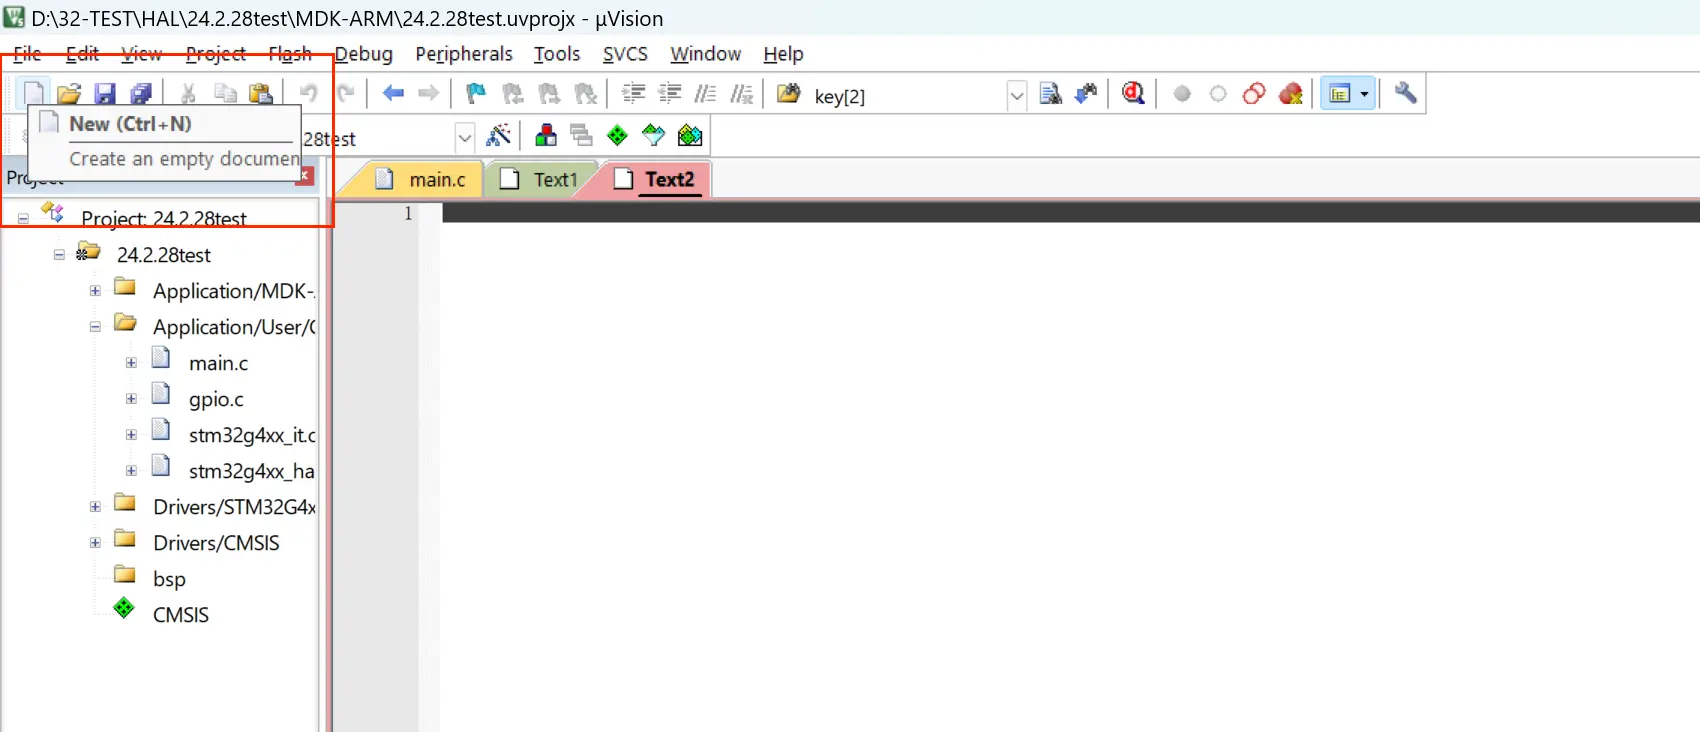 D:\32-TEST\HAL\24.2.28test\MDK-ARM\24.2.28test.uvprojx - µVision
File Edit View Project Flash Debug Peripherals Tools SVCS Window Help
key[2]
New (Ctrl+N)
Create an empty documen
28test
Project
main.c Text1 Text2
1
Project: 24.2.28test
24.2.28test
Application/MDK-
Application/User/
main.c
gpio.c
stm32g4xx_it.c
stm32g4xx_ha
Drivers/STM32G4x
Drivers/CMSIS
bsp
CMSIS